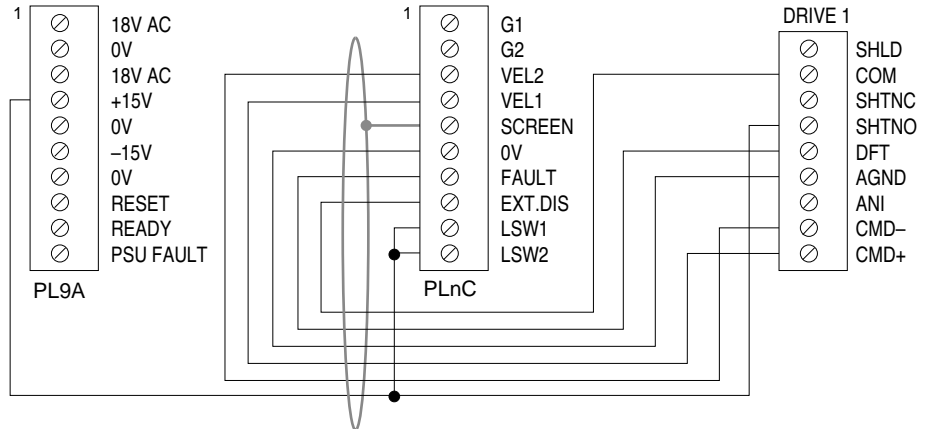 1
18V AC
0V
18V AC
+15V
0V
–15V
0V
RESET
READY
PSU FAULT
PL9A
1
G1
G2
VEL2
VEL1
SCREEN
0V
FAULT
EXT.DIS
LSW1
LSW2
PLnC
DRIVE 1
SHLD
COM
SHTNC
SHTNO
DFT
AGND
ANI
CMD–
CMD+